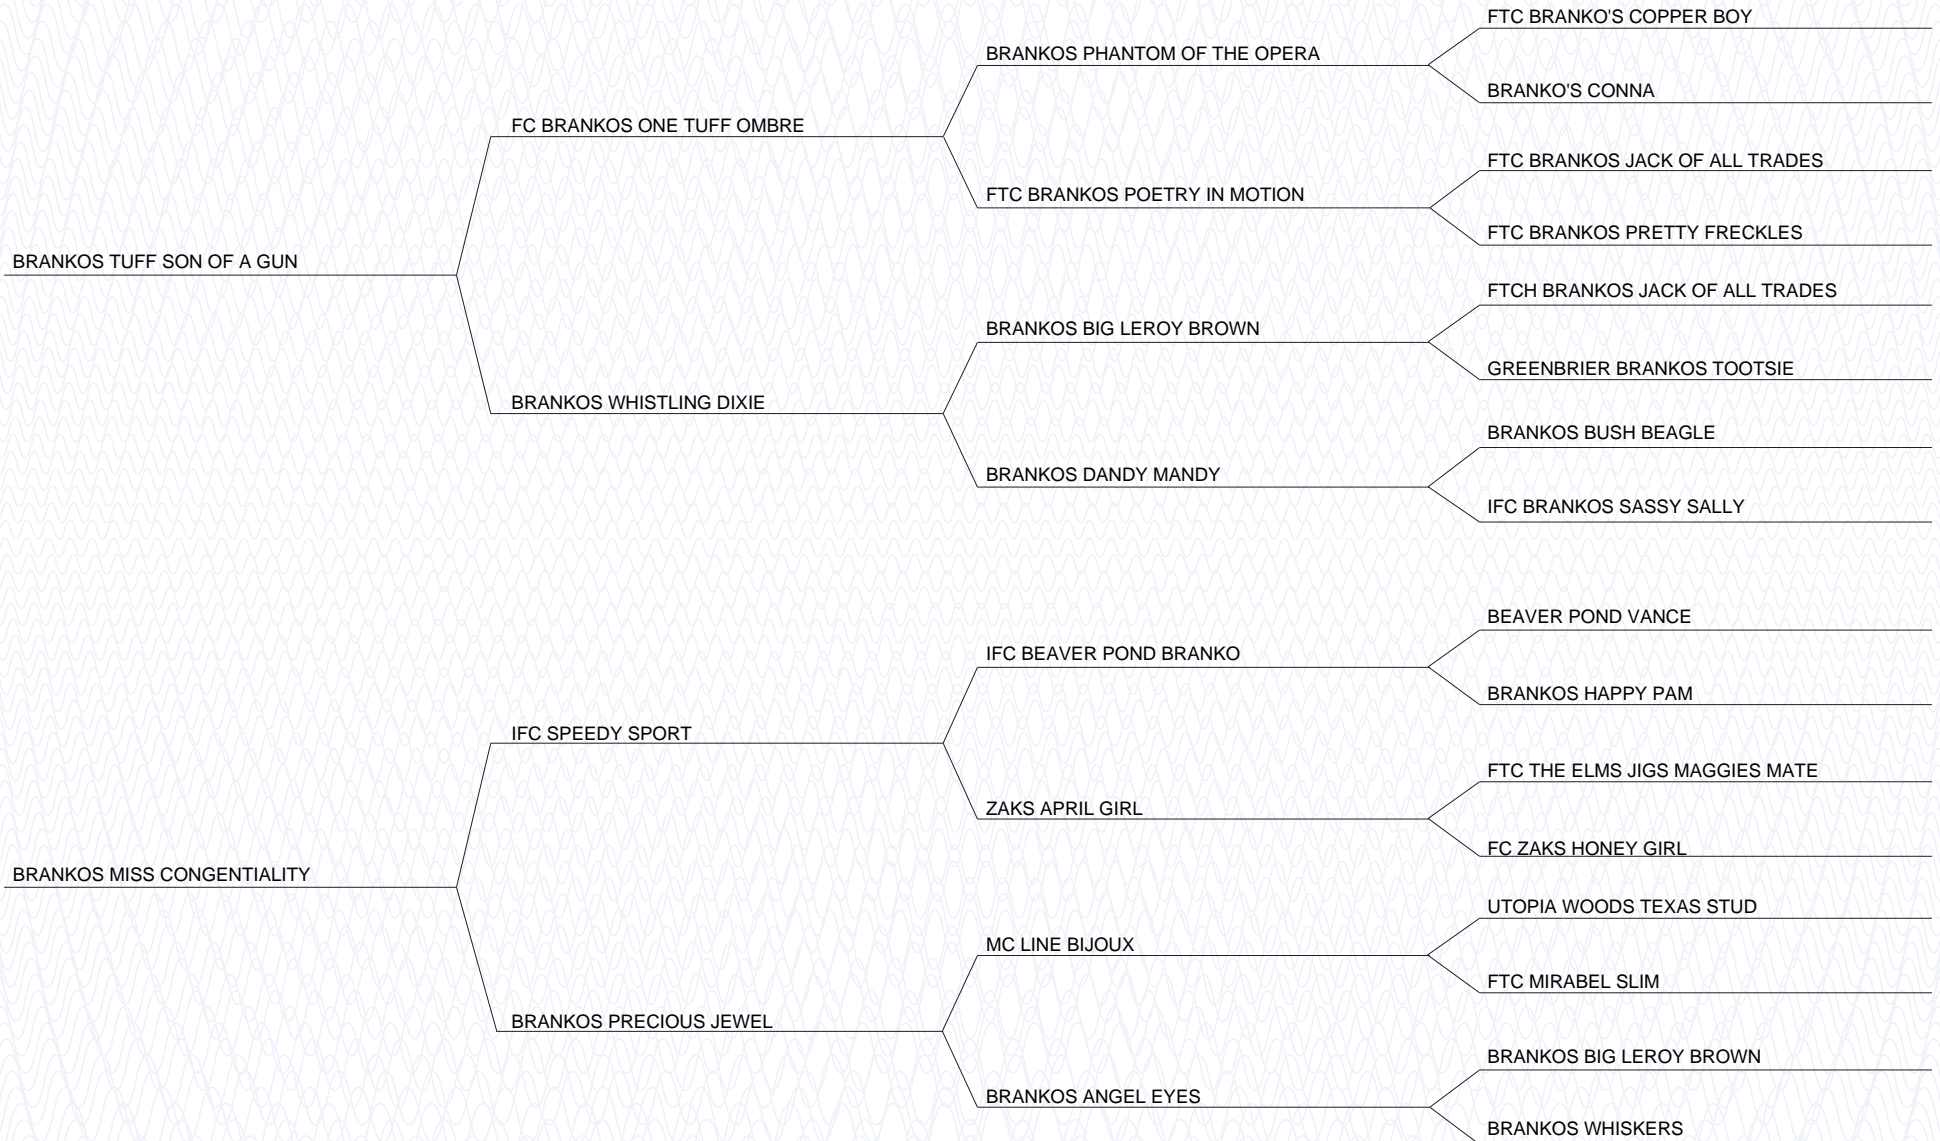 FTC BRANKO'S COPPER BOY
BRANKOS PHANTOM OF THE OPERA
BRANKO'S CONNA
FC BRANKOS ONE TUFF OMBRE
FTC BRANKOS JACK OF ALL TRADES
FTC BRANKOS POETRY IN MOTION
FTC BRANKOS PRETTY FRECKLES
BRANKOS TUFF SON OF A GUN
FTCH BRANKOS JACK OF ALL TRADES
BRANKOS BIG LEROY BROWN
GREENBRIER BRANKOS TOOTSIE
BRANKOS WHISTLING DIXIE
BRANKOS BUSH BEAGLE
BRANKOS DANDY MANDY
IFC BRANKOS SASSY SALLY
BEAVER POND VANCE
IFC BEAVER POND BRANKO
BRANKOS HAPPY PAM
IFC SPEEDY SPORT
FTC THE ELMS JIGS MAGGIES MATE
ZAKS APRIL GIRL
FC ZAKS HONEY GIRL
BRANKOS MISS CONGENTIALITY
UTOPIA WOODS TEXAS STUD
MC LINE BIJOUX
FTC MIRABEL SLIM
BRANKOS PRECIOUS JEWEL
BRANKOS BIG LEROY BROWN
BRANKOS ANGEL EYES
BRANKOS WHISKERS